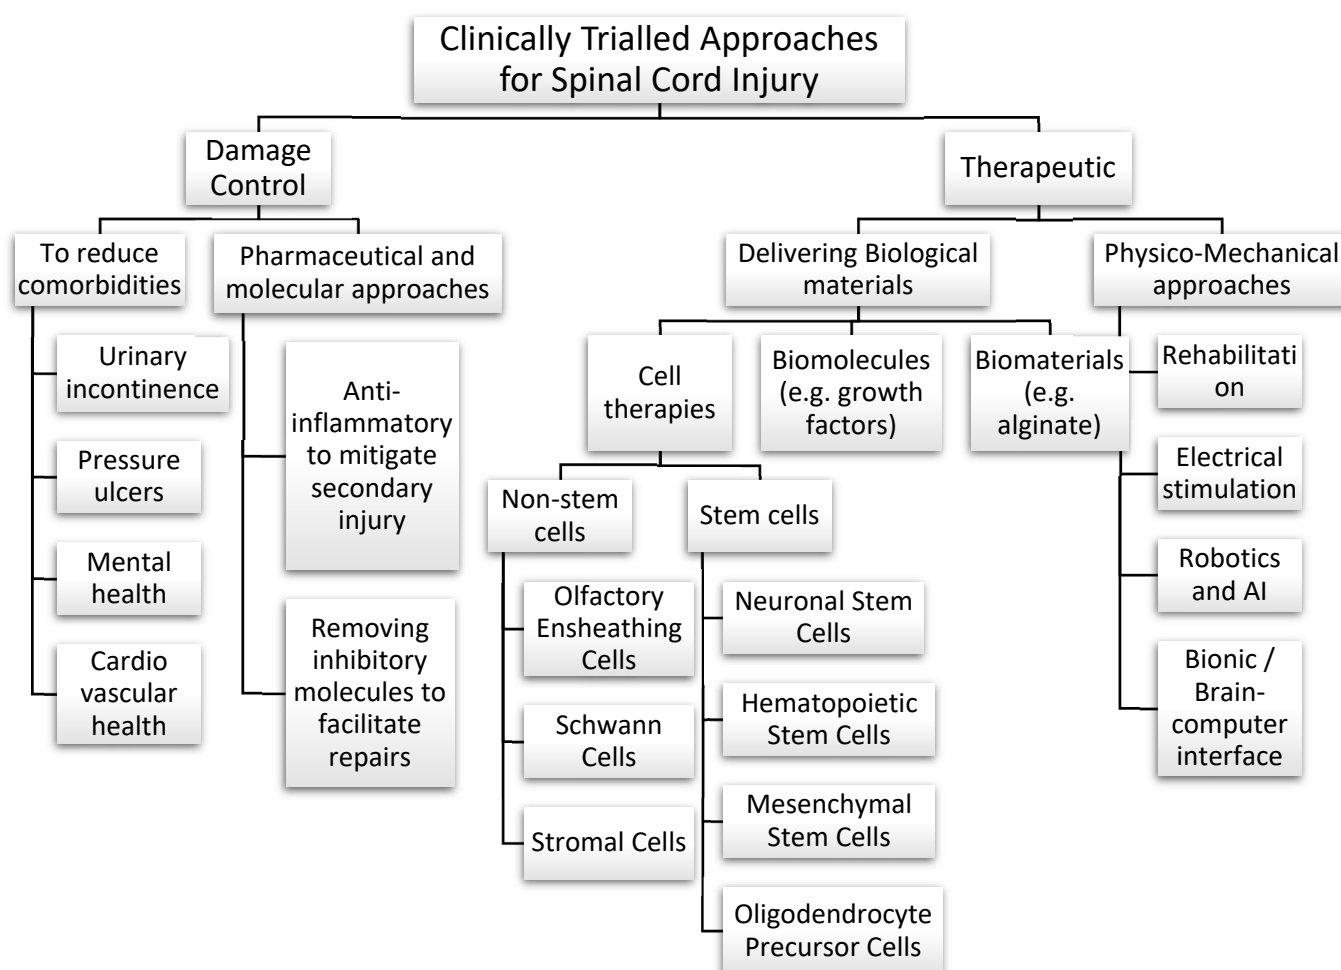 Clinically Trialled Approaches
for Spinal Cord Injury
Damage
Control
Therapeutic
To reduce
comorbidities
Pharmaceutical and
molecular approaches
Delivering Biological
materials
Physico-Mechanical
approaches
Urinary
incontinence
Pressure
ulcers
Mental
health
Cardio
vascular
health
Anti-
inflammatory
to mitigate
secondary
injury
Removing
inhibitory
molecules to
facilitate
repairs
Cell
therapies
Biomolecules
(e.g. growth
factors)
Biomaterials
(e.g.
alginate)
Non-stem
cells
Stem cells
Olfactory
Ensheathing
Cells
Schwann
Cells
Stromal Cells
Neuronal Stem
Cells
Hematopoietic
Stem Cells
Mesenchymal
Stem Cells
Oligodendrocyte
Precursor Cells
Rehabilitati
on
Electrical
stimulation
Robotics
and AI
Bionic /
Brain-
computer
interface